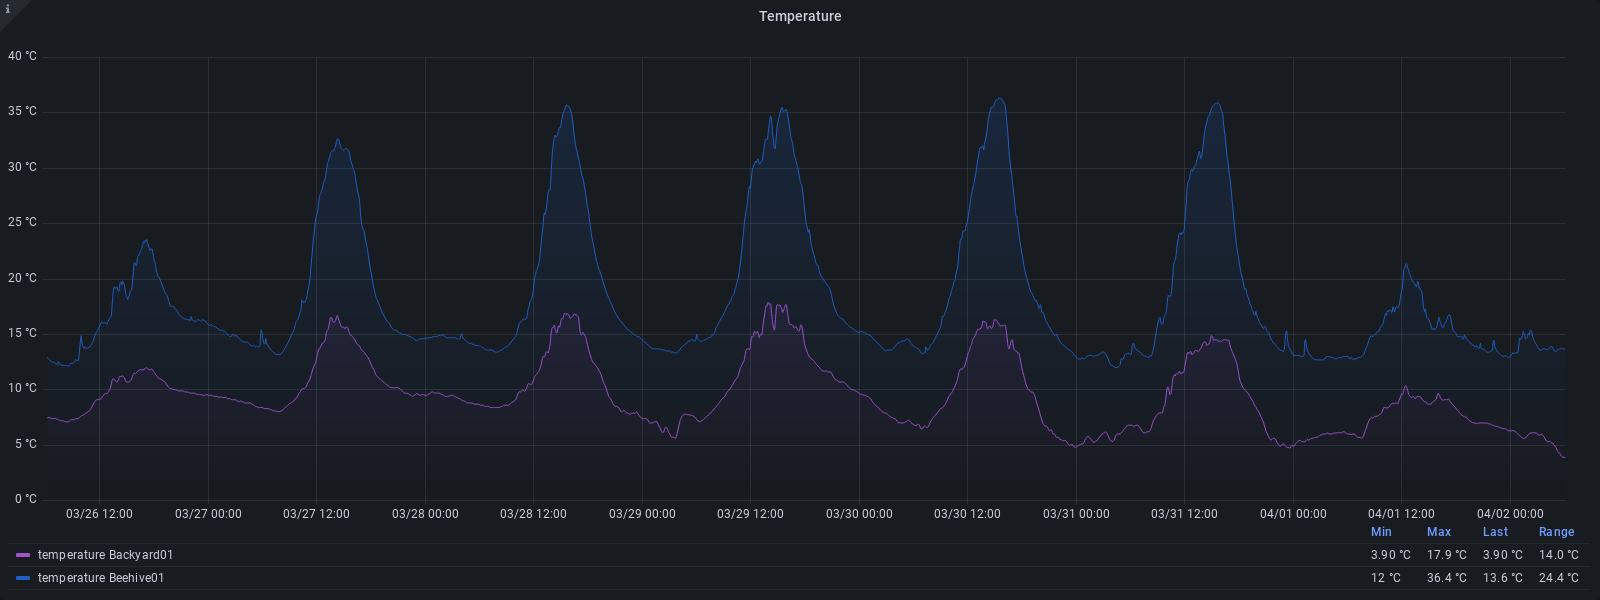 i
Temperature
40 °C
35 °C
30 °C
25 °C
20 °C
15 °C
10 °C
5 °C
0 °C
03/26 12:00 03/27 00:00 03/27 12:00 03/28 00:00 03/28 12:00 03/29 00:00 03/29 12:00 03/30 00:00 03/30 12:00 03/31 00:00 03/31 12:00 04/01 00:00 04/01 12:00 04/02 00:00
Min Max Last Range
temperature Backyard01 3.90 °C 17.9 °C 3.90 °C 14.0 °C
temperature Beehive01 12 °C 36.4 °C 13.6 °C 24.4 °C